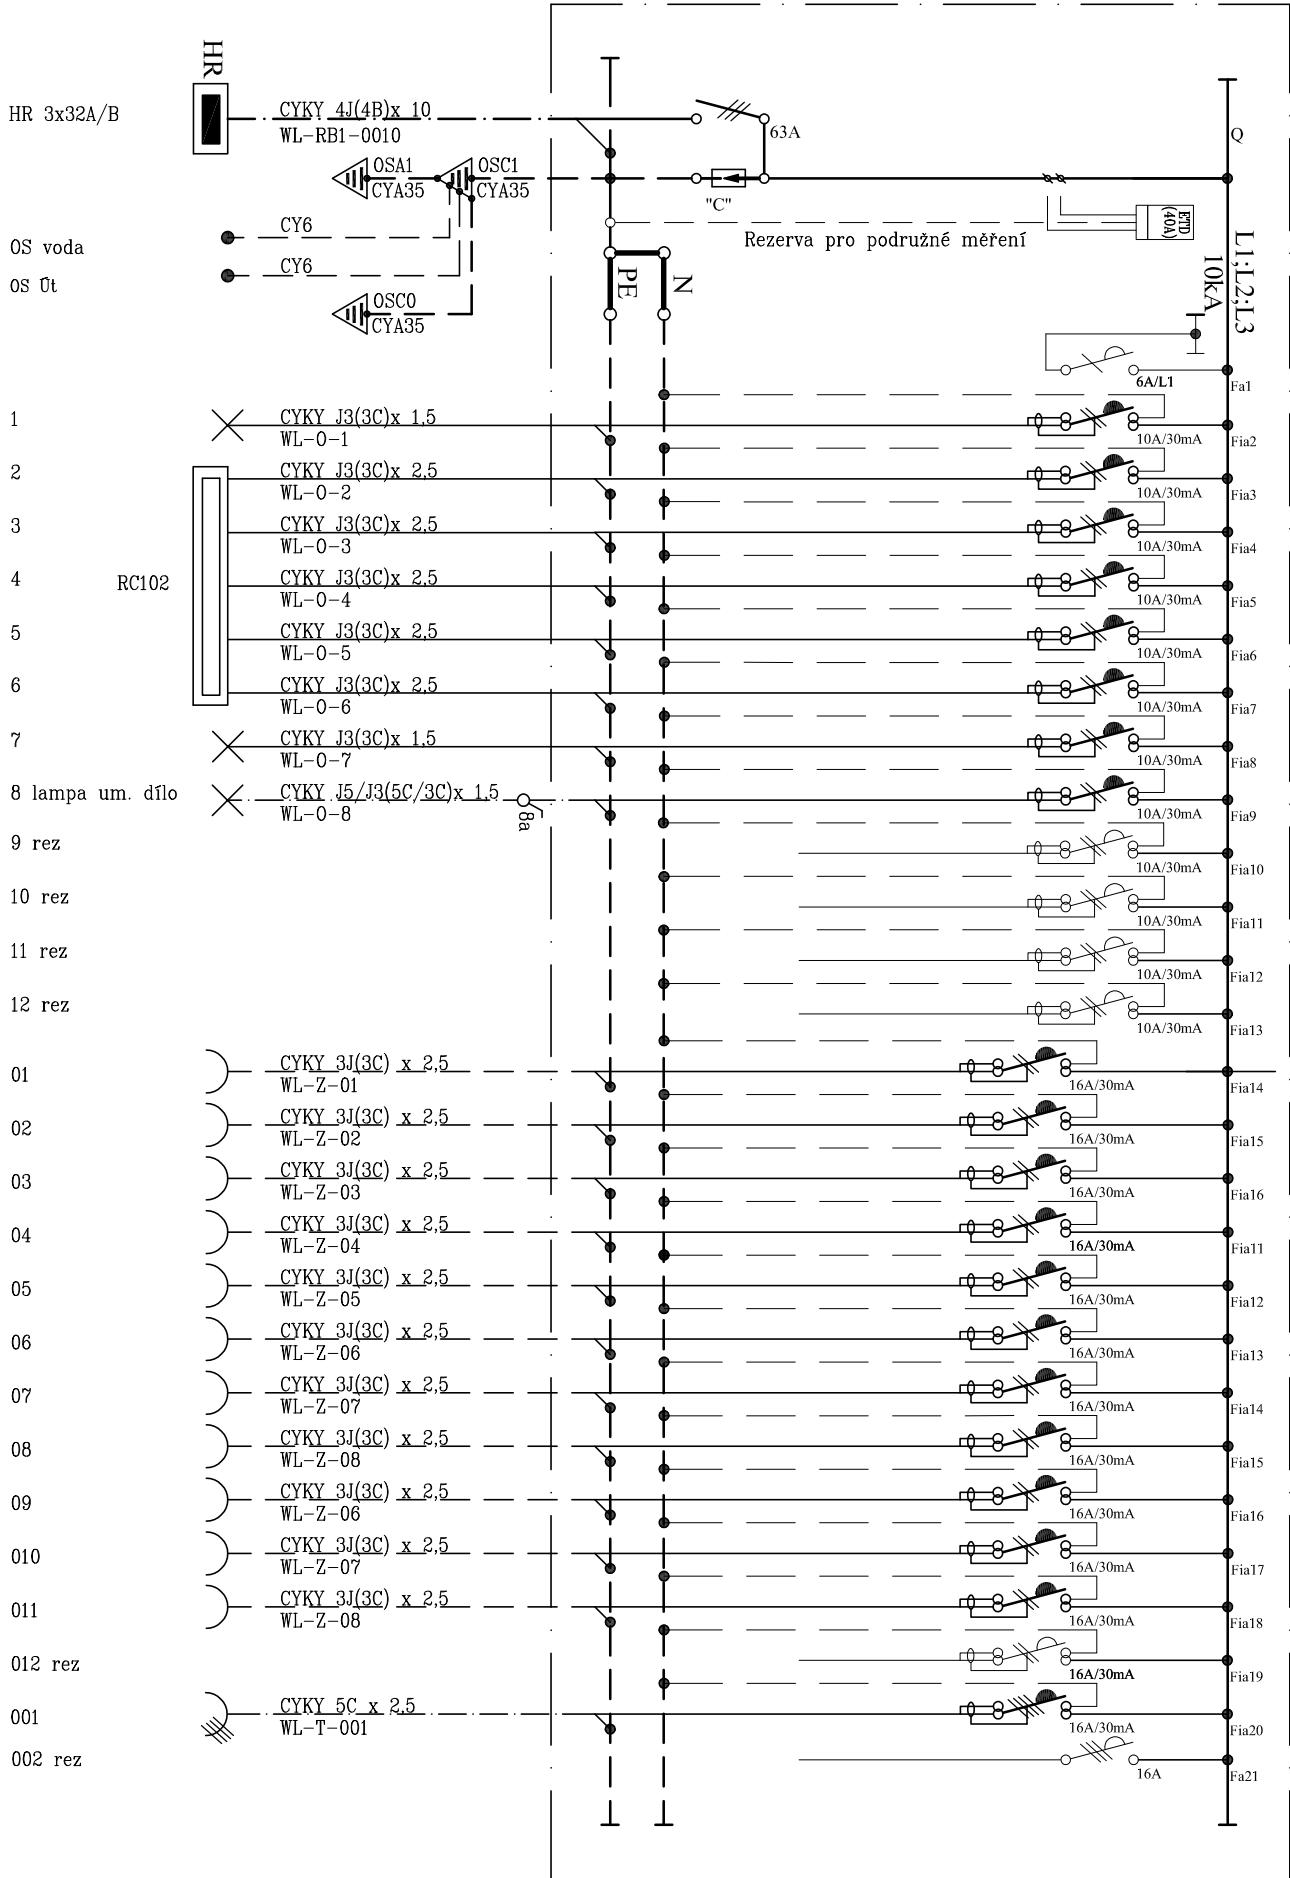 HR
HR 3x32A/B
CYKY 4J(4B)x 10
WL-RB1-0010
63A
Q
OSA1
CYA35
OSC1
CYA35
"C"
ETD
(40A)
CY6
OS voda
Rezerva pro podružné měření
CY6
OS Út
PE
N
L1;L2;L3
10kA
OSC0
CYA35
6A/L1
Fa1
1
CYKY J3(3C)x 1,5
WL-O-1
10A/30mA
Fia2
2
CYKY J3(3C)x 2,5
WL-O-2
10A/30mA
Fia3
3
CYKY J3(3C)x 2,5
WL-O-3
10A/30mA
Fia4
4
RC102
CYKY J3(3C)x 2,5
WL-O-4
10A/30mA
Fia5
5
CYKY J3(3C)x 2,5
WL-O-5
10A/30mA
Fia6
6
CYKY J3(3C)x 2,5
WL-O-6
10A/30mA
Fia7
7
CYKY J3(3C)x 1,5
WL-O-7
10A/30mA
Fia8
8 lampa um. dílo
CYKY J5/J3(5C/3C)x 1,5
WL-O-8
8a
10A/30mA
Fia9
9 rez
10A/30mA
Fia10
10 rez
10A/30mA
Fia11
11 rez
10A/30mA
Fia12
12 rez
10A/30mA
Fia13
01
CYKY 3J(3C) x 2,5
WL-Z-01
16A/30mA
Fia14
02
CYKY 3J(3C) x 2,5
WL-Z-02
16A/30mA
Fia15
03
CYKY 3J(3C) x 2,5
WL-Z-03
16A/30mA
Fia16
04
CYKY 3J(3C) x 2,5
WL-Z-04
16A/30mA
Fia11
05
CYKY 3J(3C) x 2,5
WL-Z-05
16A/30mA
Fia12
06
CYKY 3J(3C) x 2,5
WL-Z-06
16A/30mA
Fia13
07
CYKY 3J(3C) x 2,5
WL-Z-07
16A/30mA
Fia14
08
CYKY 3J(3C) x 2,5
WL-Z-08
16A/30mA
Fia15
09
CYKY 3J(3C) x 2,5
WL-Z-06
16A/30mA
Fia16
010
CYKY 3J(3C) x 2,5
WL-Z-07
16A/30mA
Fia17
011
CYKY 3J(3C) x 2,5
WL-Z-08
16A/30mA
Fia18
012 rez
16A/30mA
Fia19
001
CYKY 5C x 2,5
WL-T-001
16A/30mA
Fia20
002 rez
16A
Fa21